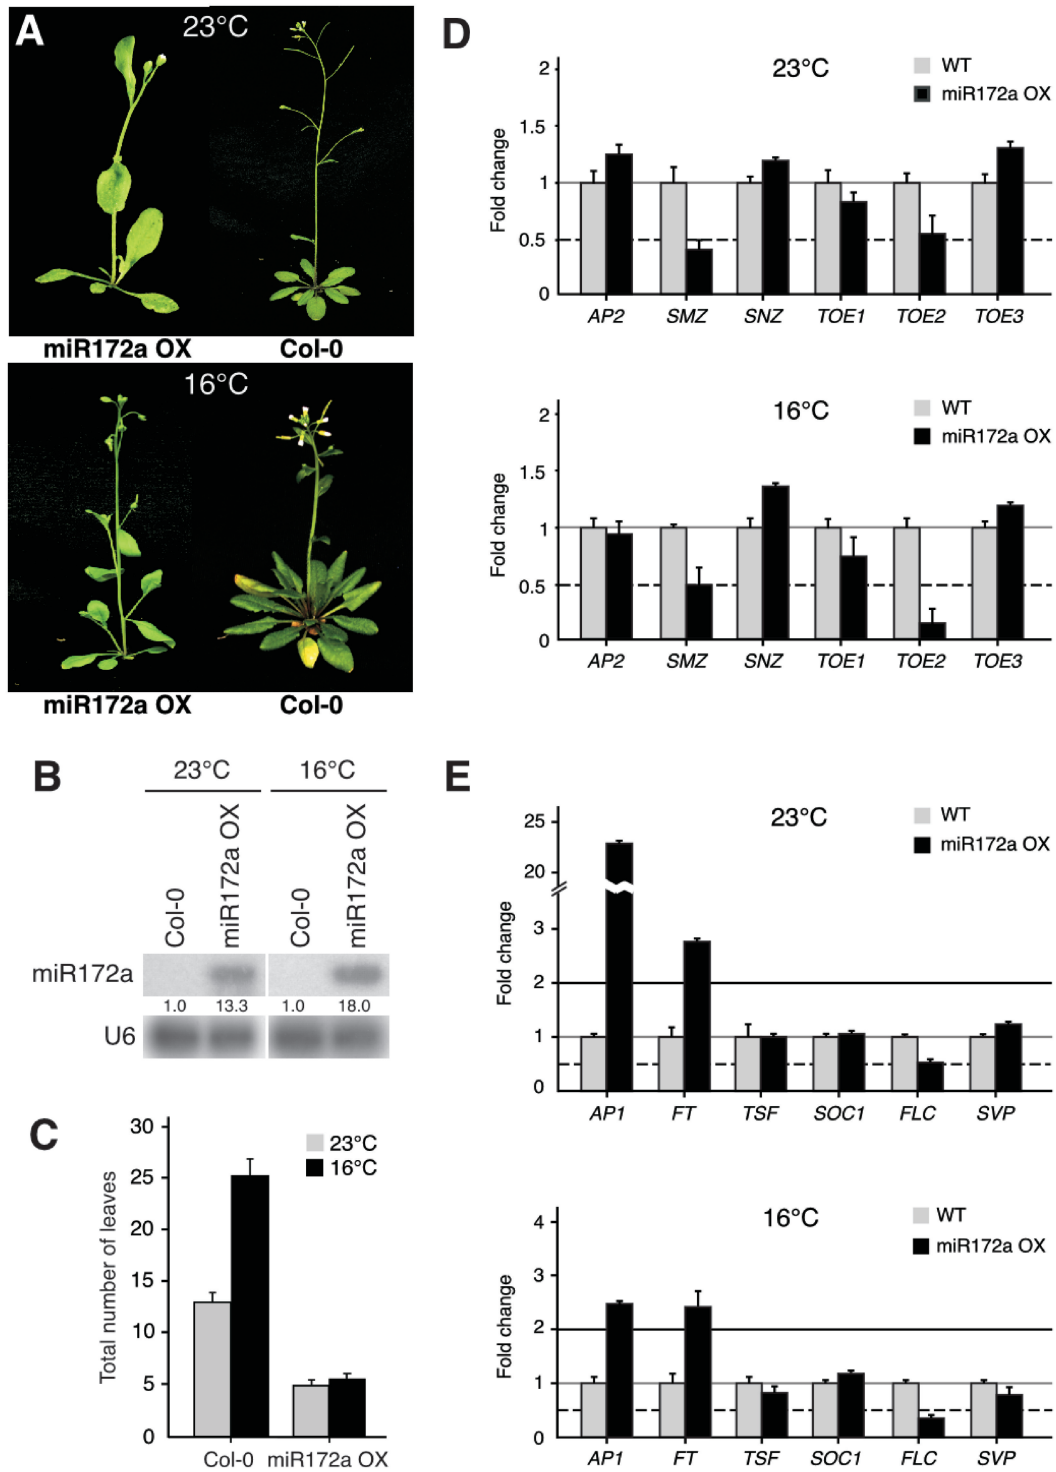 A
23°C
miR172a OX Col-0
16°C
miR172a OX Col-0
B
23°C 16°C
Col-0
miR172a OX
Col-0
miR172a OX
miR172a
1.0 13.3 1.0 18.0
U6
C
Total number of leaves
30
25
20
15
10
5
0
23°C
16°C
Col-0 miR172a OX
D
23°C
WT
miR172a OX
Fold change
2
1.5
1
0.5
0
AP2 SMZ SNZ TOE1 TOE2 TOE3
16°C
WT
miR172a OX
Fold change
2
1.5
1
0.5
0
AP2 SMZ SNZ TOE1 TOE2 TOE3
E
23°C
WT
miR172a OX
Fold change
25
20
3
2
1
0
AP1 FT TSF SOC1 FLC SVP
16°C
WT
miR172a OX
Fold change
4
3
2
1
0
AP1 FT TSF SOC1 FLC SVP